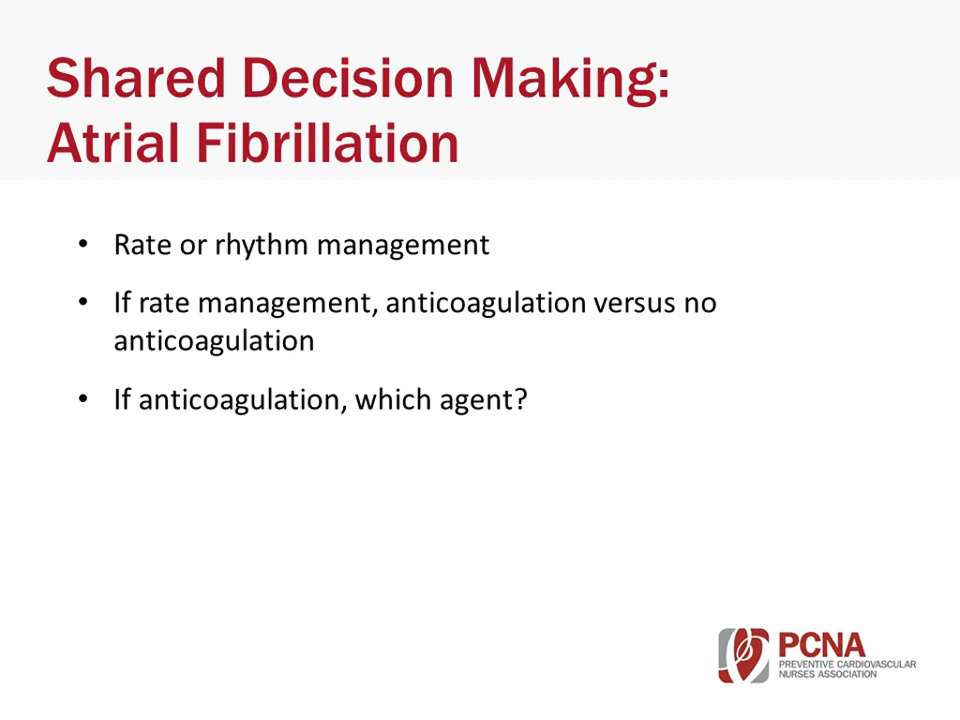 Shared Decision Making:
Atrial Fibrillation
• Rate or rhythm management
• If rate management, anticoagulation versus no
anticoagulation
• If anticoagulation, which agent?
PCNA
PREVENTIVE CARDIOVASCULAR
NURSES ASSOCIATION